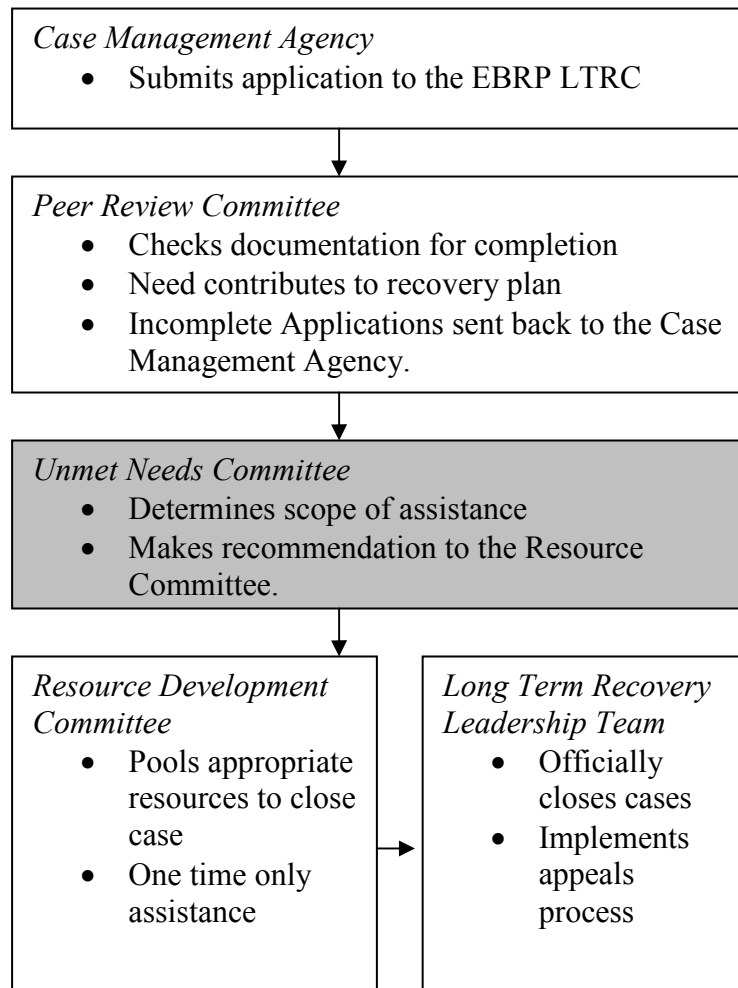 Case Management Agency
• Submits application to the EBRP LTRC
Peer Review Committee
• Checks documentation for completion
• Need contributes to recovery plan
• Incomplete Applications sent back to the Case
Management Agency.
Unmet Needs Committee
• Determines scope of assistance
• Makes recommendation to the Resource
Committee.
Resource Development
Committee
• Pools appropriate
resources to close
case
• One time only
assistance
Long Term Recovery
Leadership Team
• Officially
closes cases
• Implements
appeals
process